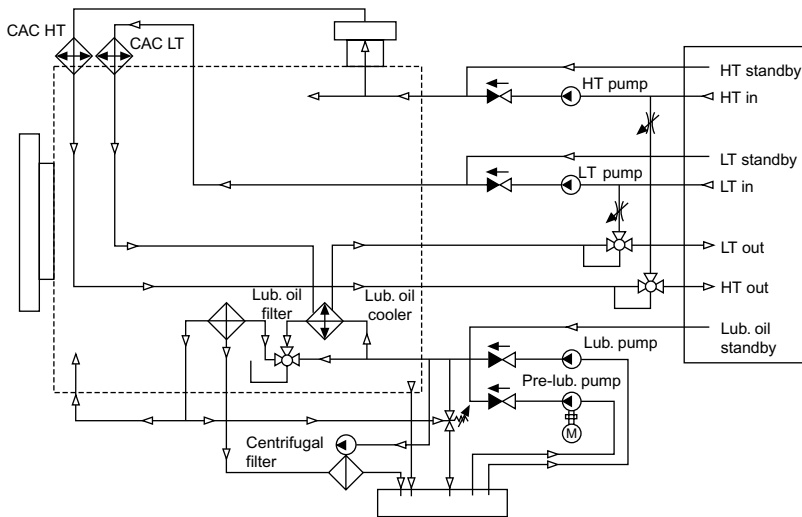 CAC HT
CAC LT
HT standby
HT pump
HT in
LT standby
LT pump
LT in
LT out
HT out
Lub. oil
filter
Lub. oil
cooler
Lub. oil
standby
Lub. pump
Pre-lub. pump
M
Centrifugal
filter